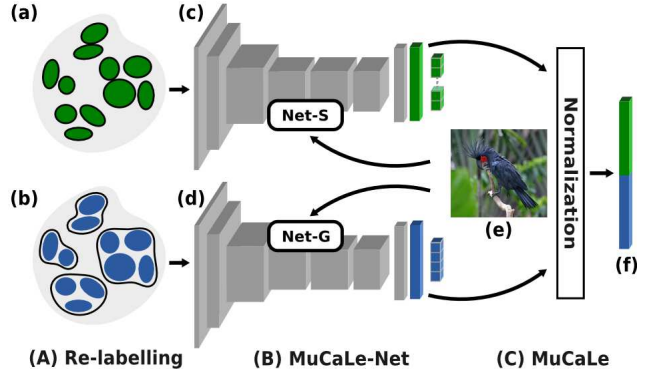 (a)
(c)
Net-S
Normalization
(b)
(d)
Net-G
(e)
(f)
(A) Re-labelling
(B) MuCaLe-Net
(C) MuCaLe